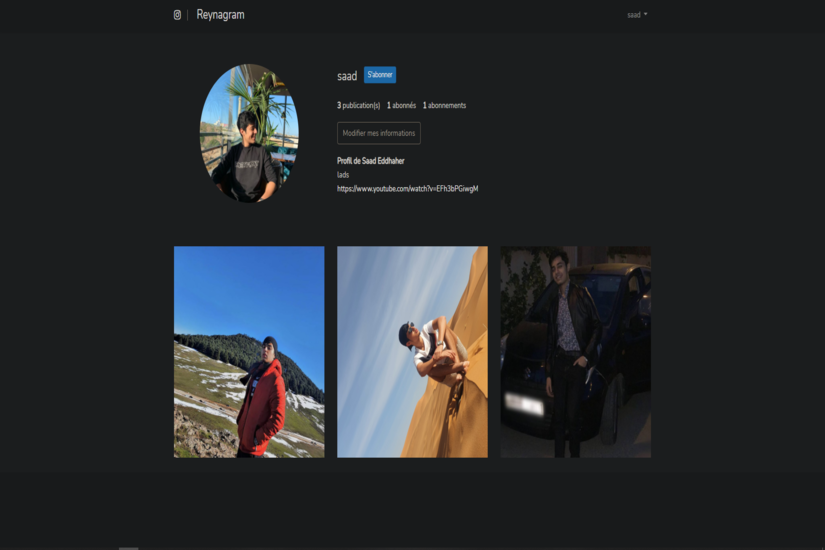 Reynagram
saad
saad S'abonner
3 publication(s) 1 abonnés 1 abonnements
Modifier mes informations
Profil de Saad Eddhaher
lads
https://www.youtube.com/watch?v=EFh3bPGiwgM